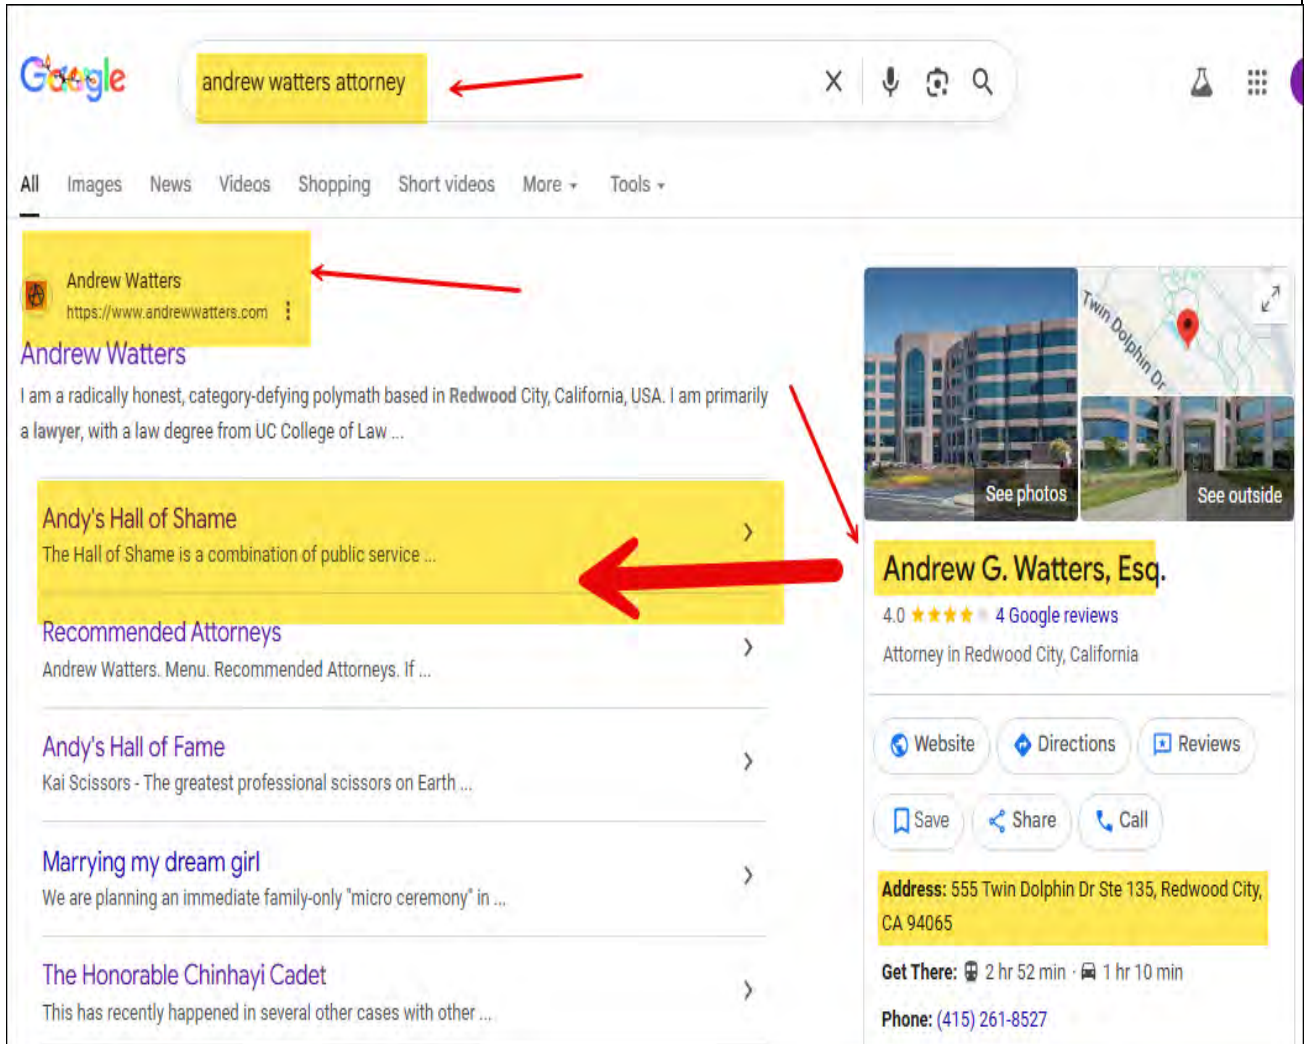 Google
andrew watters attorney
All Images News Videos Shopping Short videos More Tools
Andrew Watters
https://www.andrewwatters.com
Andrew Watters
I am a radically honest, category-defying polymath based in Redwood City, California, USA. I am primarily
a lawyer, with a law degree from UC College of Law ...
Andy's Hall of Shame
The Hall of Shame is a combination of public service ...
Recommended Attorneys
Andrew Watters. Menu. Recommended Attorneys. If ...
Andy's Hall of Fame
Kai Scissors - The greatest professional scissors on Earth ...
Marrying my dream girl
We are planning an immediate family-only "micro ceremony" in ...
The Honorable Chinhayi Cadet
This has recently happened in several other cases with other ...
Twin Dolphin Dr
See photos
See outside
Andrew G. Watters, Esq.
4.0 4 Google reviews
Attorney in Redwood City, California
Website Directions Reviews
Save Share Call
Address: 555 Twin Dolphin Dr Ste 135, Redwood City,
CA 94065
Get There: 2 hr 52 min · 1 hr 10 min
Phone: (415) 261-8527